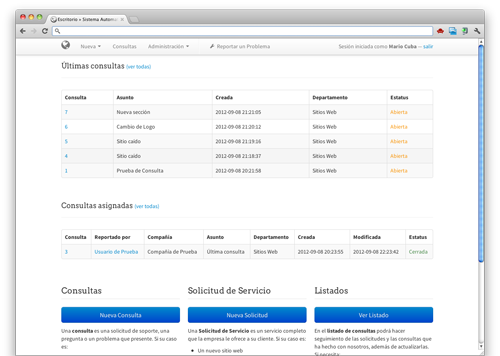 Escritorio » Sistema Autom
Nueva Consultas Administración Reportar un Problema Sesión iniciada como Mario Cuba — salir
Últimas consultas (ver todas)
Consulta Asunto Creada Departamento Estatus
7 Nueva sección 2012-09-08 21:21:05 Sitios Web Abierta
6 Cambio de Logo 2012-09-08 21:20:12 Sitios Web Abierta
5 Sitio caído 2012-09-08 21:19:16 Sitios Web Abierta
4 Sitio caído 2012-09-08 21:18:37 Sitios Web Abierta
1 Prueba de Consulta 2012-09-08 20:21:58 Sitios Web Abierta
Consultas asignadas (ver todas)
Consulta Reportado por Compañía Asunto Departamento Creada Modificada Estatus
3 Usuario de Prueba Compañía de Prueba Última consulta Sitios Web 2012-09-08 20:23:55 2012-09-08 22:23:42 Cerrada
Consultas Solicitud de Servicio Listados
Nueva Consulta Nueva Solicitud Ver Listado
Una consulta es una solicitud de soporte, una
pregunta o un problema que presente. Si su caso
es:
Una Solicitud de Servicio es un servicio completo
que la empresa le ofrece a su cliente. Si su caso es:
• Un nuevo sitio web
En el listado de consultas podrá hacer
seguimiento de las solicitudes y las consultas que
ha hecho con nosotros, además de actualizarlas.
Si necesita